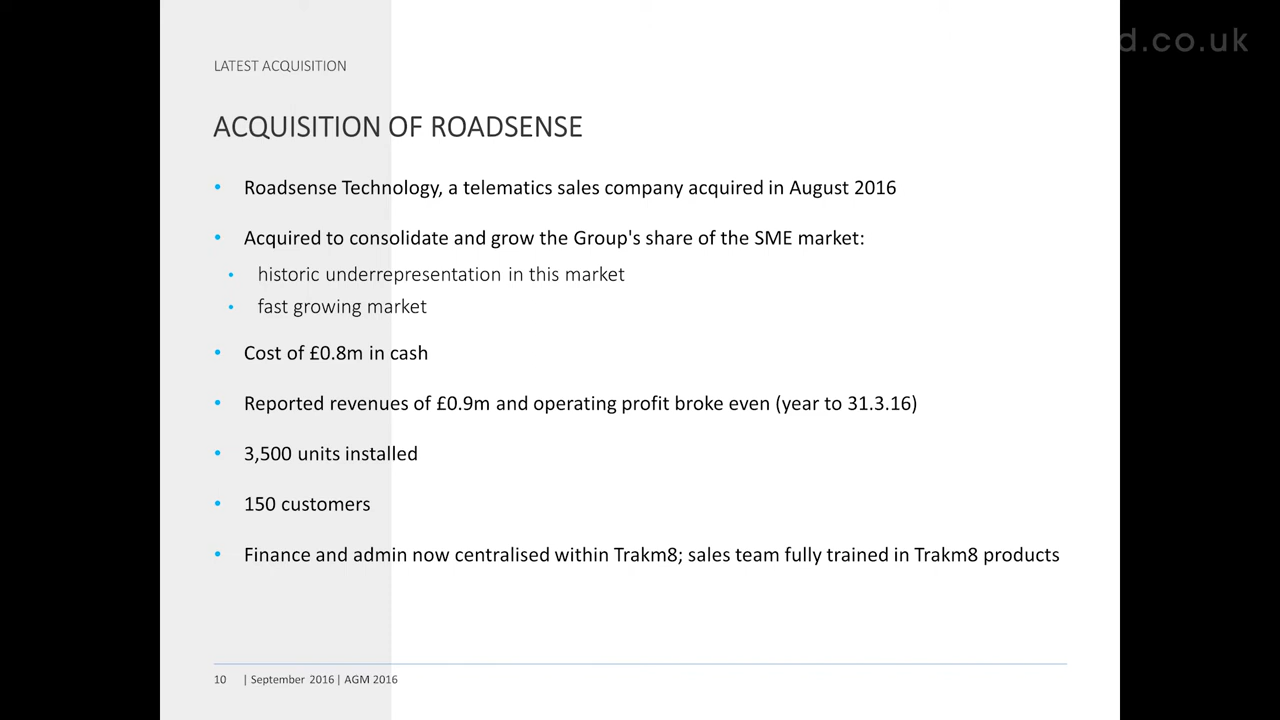 d.co.uk
LATEST ACQUISITION
ACQUISITION OF ROADSENSE
• Roadsense Technology, a telematics sales company acquired in August 2016
• Acquired to consolidate and grow the Group's share of the SME market:
• historic underrepresentation in this market
• fast growing market
• Cost of £0.8m in cash
• Reported revenues of £0.9m and operating profit broke even (year to 31.3.16)
• 3,500 units installed
• 150 customers
• Finance and admin now centralised within Trakm8; sales team fully trained in Trakm8 products
10 | September 2016 | AGM 2016